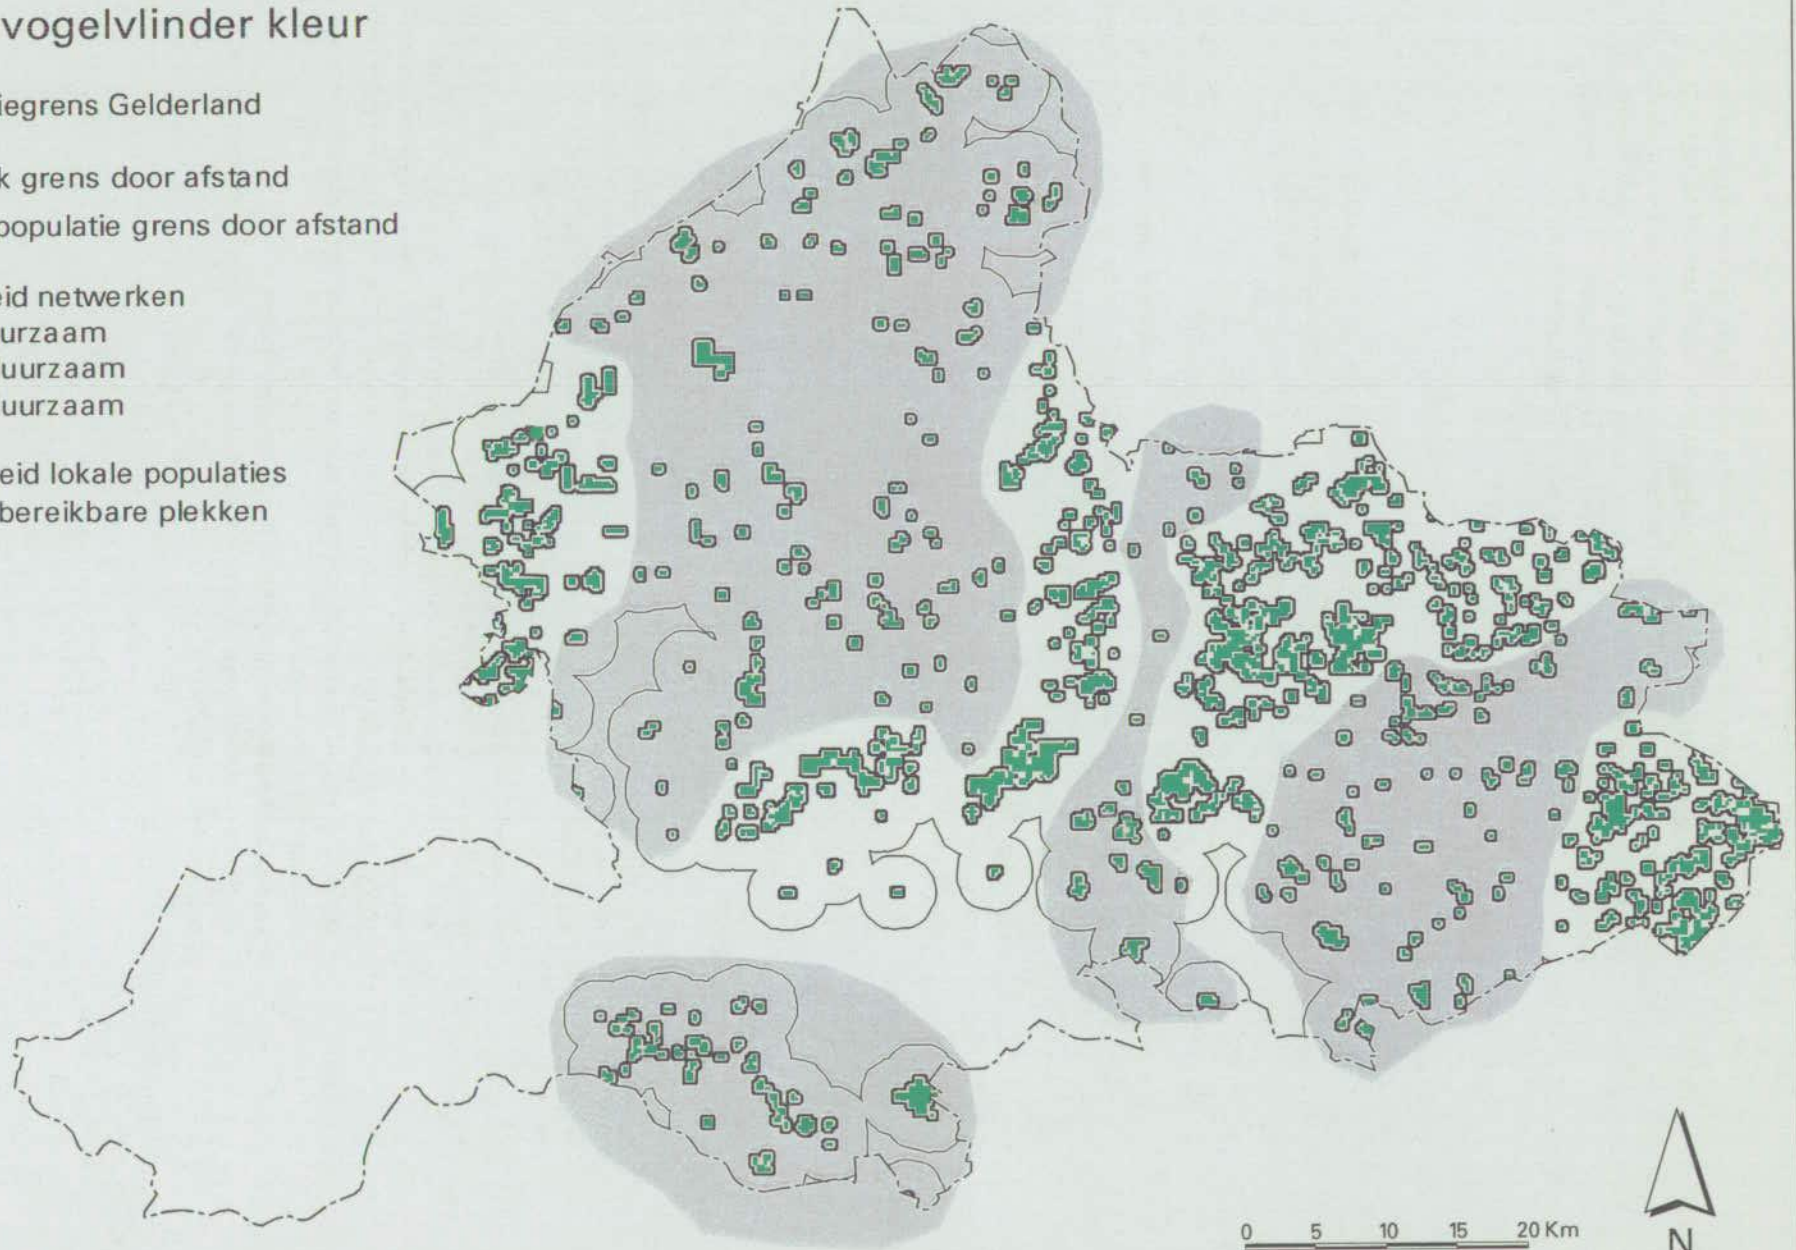 vogelvlinder kleur
iegrens Gelderland
k grens door afstand
populatie grens door afstand
eid netwerken
urzaam
uurzaam
uurzaam
eid lokale populaties
bereikbare plekken
0 5 10 15 20 Km
N